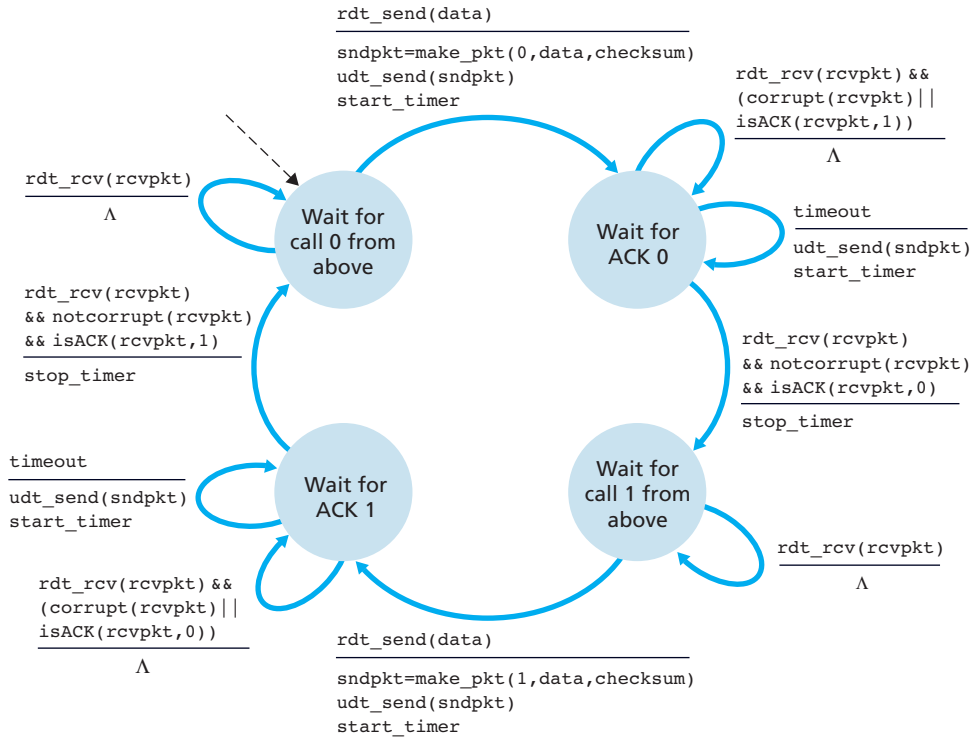 rdt_send(data)
sndpkt=make_pkt(0,data,checksum)
udt_send(sndpkt)
start_timer
rdt_rcv(rcvpkt) &&
(corrupt(rcvpkt)||
isACK(rcvpkt,1))
Λ
rdt_rcv(rcvpkt)
Λ
Wait for
call 0 from
above
Wait for
ACK 0
timeout
udt_send(sndpkt)
start_timer
rdt_rcv(rcvpkt)
&& notcorrupt(rcvpkt)
&& isACK(rcvpkt,1)
stop_timer
rdt_rcv(rcvpkt)
&& notcorrupt(rcvpkt)
&& isACK(rcvpkt,0)
stop_timer
timeout
udt_send(sndpkt)
start_timer
Wait for
ACK 1
Wait for
call 1 from
above
rdt_rcv(rcvpkt)
Λ
rdt_rcv(rcvpkt) &&
(corrupt(rcvpkt)||
isACK(rcvpkt,0))
Λ
rdt_send(data)
sndpkt=make_pkt(1,data,checksum)
udt_send(sndpkt)
start_timer